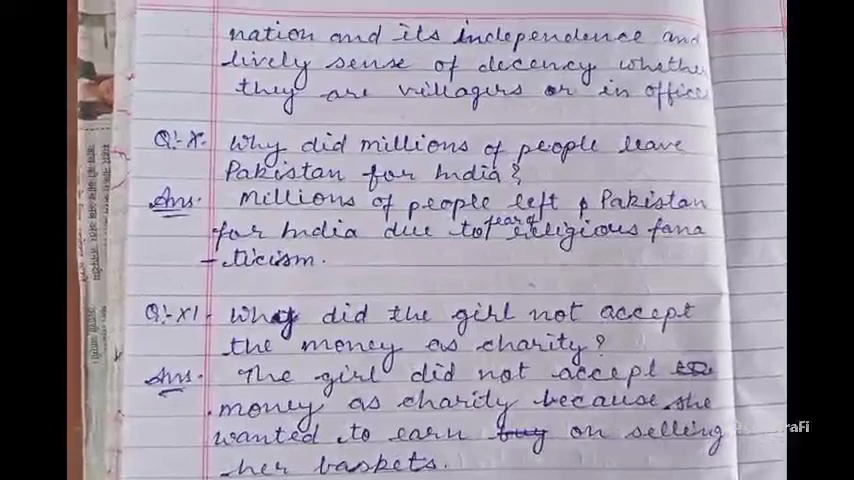 nation and its independence and
lively sense of decency whether
they are villagers or in office
Q:- X. Why did millions of people leave
Pakistan for India?
Ans. Millions of people left Pakistan
for India due to fear of religious fana
-ticism.
Q:- XI. Why did the girl not accept
the money as charity?
Ans. The girl did not accept
money as charity because she
wanted to earn on selling
her baskets.